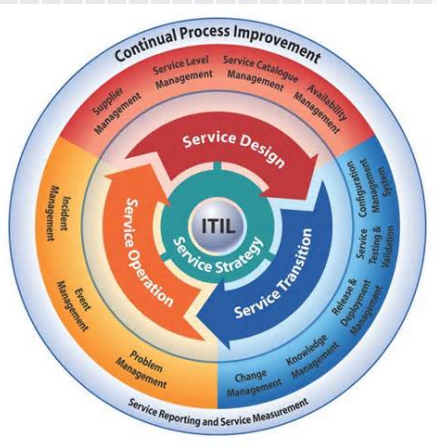 Continual Process Improvement
Supplier
Management
Service Level
Management
Service Catalogue
Management
Availability
Management
Service Design
System
Configuration
Management
Service
Testing &
Validation
Release &
Deployment
Management
Knowledge
Management
Change
Management
Service Transition
Problem
Management
Event
Management
Incident
Management
Service Operation
ITIL
Service Strategy
Service Reporting and Service Measurement